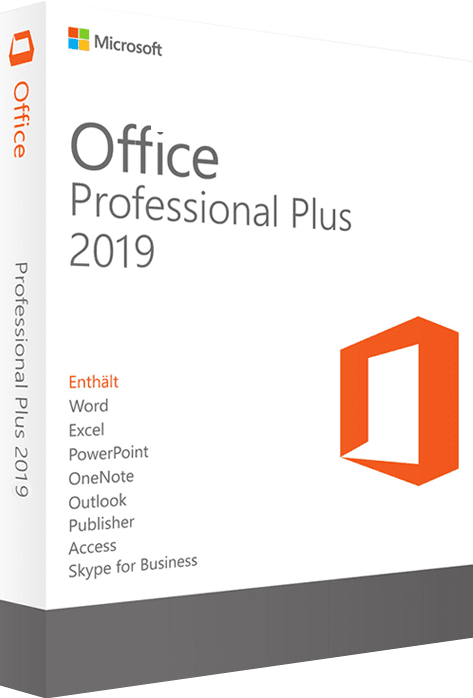 Microsoft
Office
Professional Plus
2019
Enthält
Word
Excel
PowerPoint
OneNote
Outlook
Publisher
Access
Skype for Business
Office
Professional Plus 2019